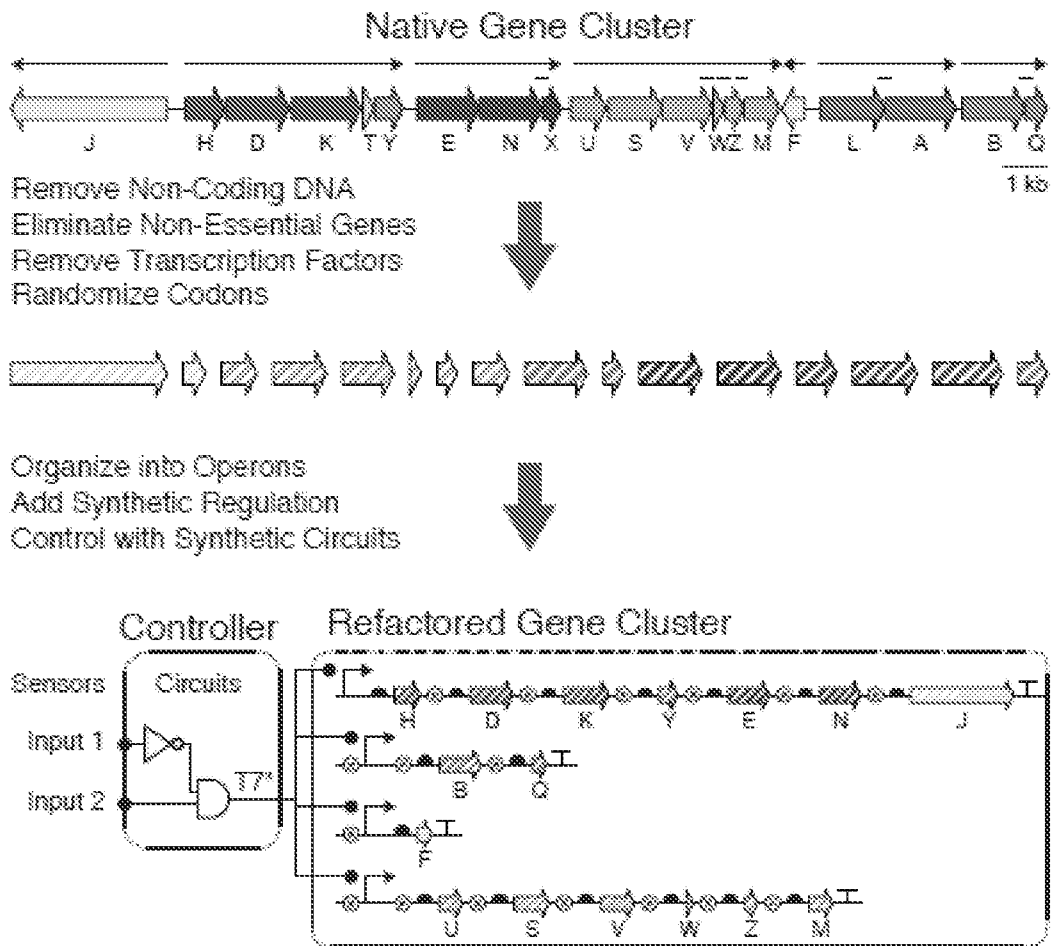 Native Gene Cluster
J H D K T Y E N X U S V W Z M F L A B Q
1 kb
Remove Non-Coding DNA
Eliminate Non-Essential Genes
Remove Transcription Factors
Randomize Codons
Organize into Operons
Add Synthetic Regulation
Control with Synthetic Circuits
Controller
Refactored Gene Cluster
Sensors
Circuits
Input 1
Input 2
T7*
H D K Y E N J
B Q
F
U S V W Z M